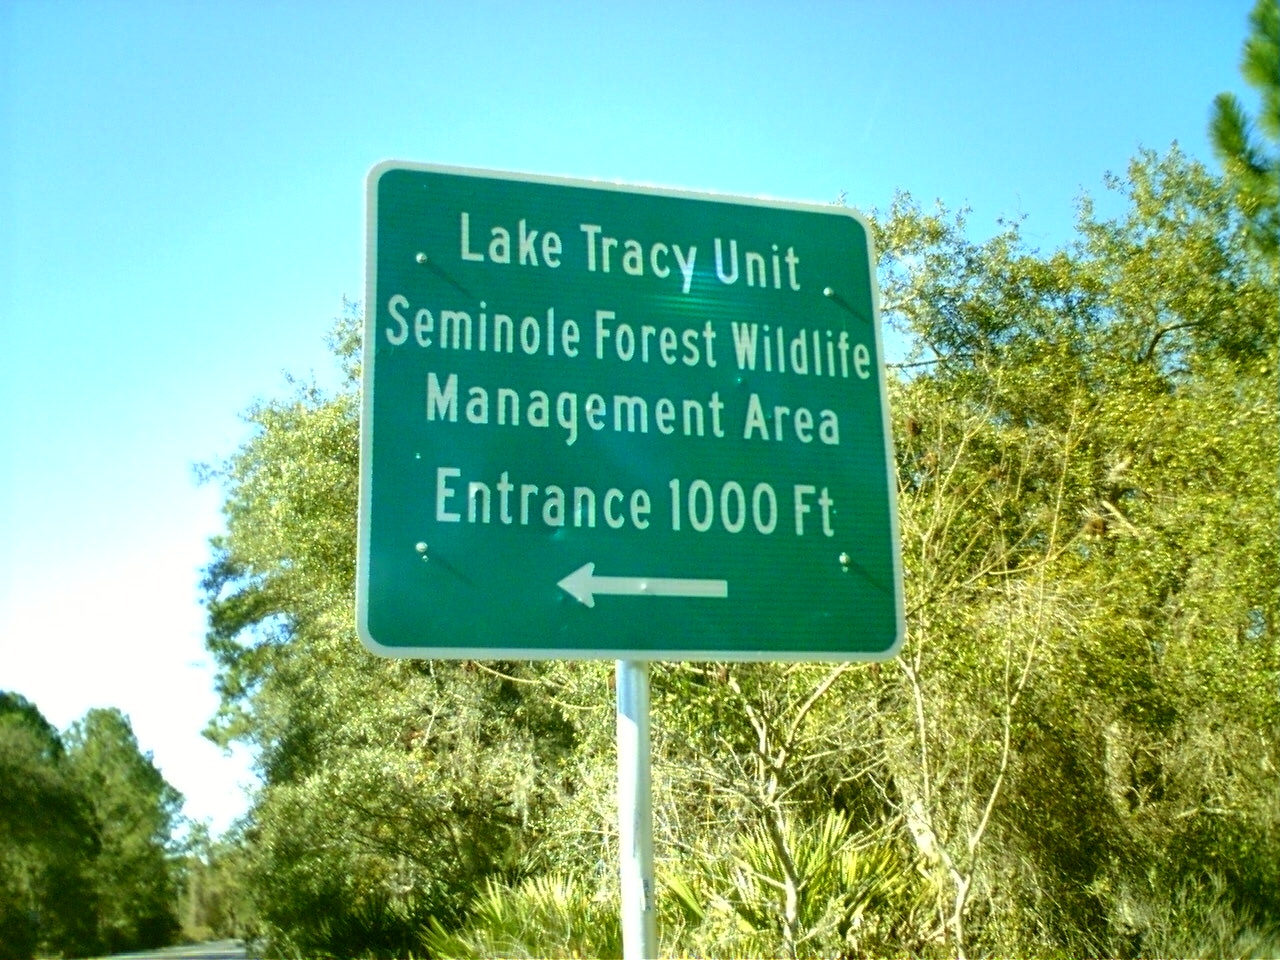 Lake Tracy Unit
Seminole Forest Wildlife
Management Area
Entrance 1000 Ft